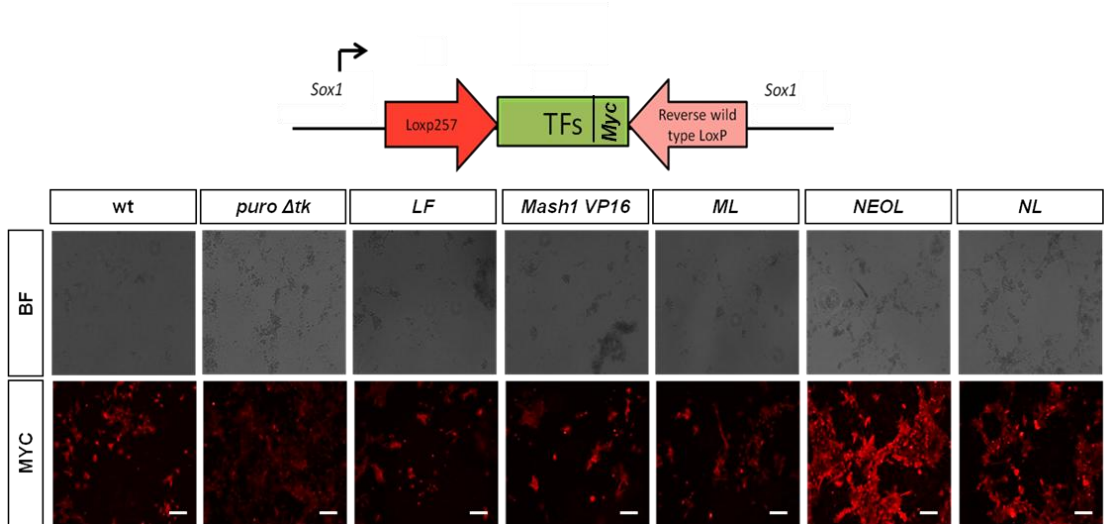 Sox1
Sox1
Loxp257
TFs
Myc
Reverse wild
type LoxP
wt
puro Δtk
LF
Mash1 VP16
ML
NEOL
NL
BF
MYC